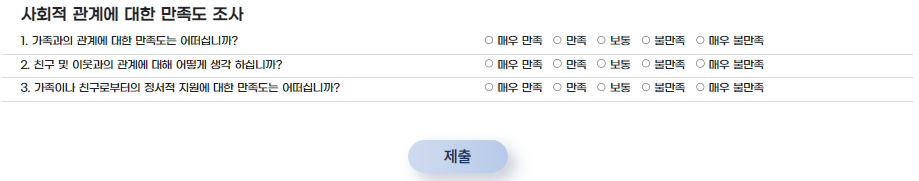 사회적 관계에 대한 만족도 조사
1. 가족과의 관계에 대한 만족도는 어떠십니까? 매우 만족 만족 보통 불만족 매우 불만족
2. 친구 및 이웃과의 관계에 대해 어떻게 생각 하십니까? 매우 만족 만족 보통 불만족 매우 불만족
3. 가족이나 친구로부터의 정서적 지원에 대한 만족도는 어떠십니까? 매우 만족 만족 보통 불만족 매우 불만족
제출